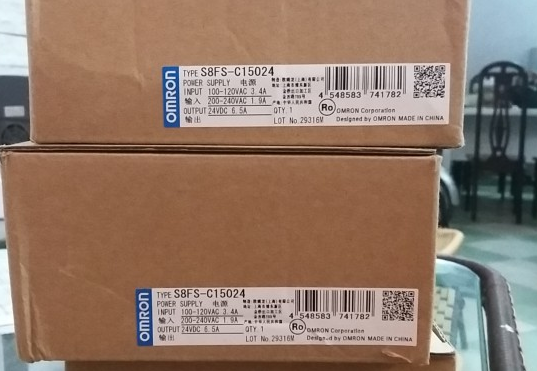 OMRON
TYPE S8FS-C15024
POWER SUPPLY 电源
INPUT 100-120VAC 3.4A
输入 200-240VAC 1.9A
OUTPUT 24VDC 6.5A
输出
QTY. 1
LOT No. 29316M
4 548583 741782
Ro
OMRON Corporation
Designed by OMRON MADE IN CHINA
OMRON
TYPE S8FS-C15024
POWER SUPPLY 电源
INPUT 100-120VAC 3.4A
输入 200-240VAC 1.9A
OUTPUT 24VDC 6.5A
输出
QTY. 1
LOT No. 29316M
4 548583 741782
Ro
OMRON Corporation
Designed by OMRON MADE IN CHINA